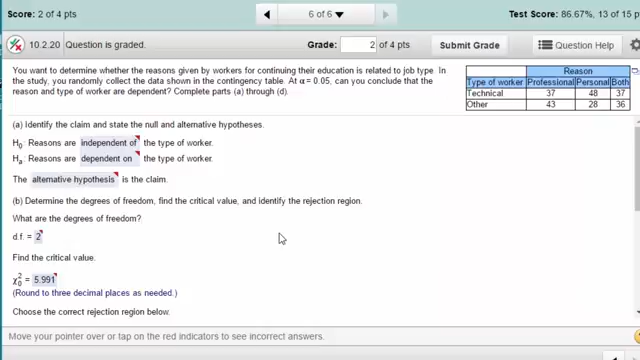 Score: 2 of 4 pts
6 of 6
Test Score: 86.67%, 13 of 15 p
10.2.20
Question is graded.
Grade: 2 of 4 pts
Submit Grade
Question Help
You want to determine whether the reasons given by workers for continuing their education is related to job type. In
the study, you randomly collect the data shown in the contingency table. At α = 0.05, can you conclude that the
reason and type of worker are dependent? Complete parts (a) through (d).
Reason
Type of worker Professional Personal Both
Technical 37 48 37
Other 43 28 36
(a) Identify the claim and state the null and alternative hypotheses.
H0: Reasons are independent of the type of worker.
Ha: Reasons are dependent on the type of worker.
The alternative hypothesis is the claim.
(b) Determine the degrees of freedom, find the critical value, and identify the rejection region.
What are the degrees of freedom?
d.f. = 2
Find the critical value.
χ²0 = 5.991
(Round to three decimal places as needed.)
Choose the correct rejection region below.
Move your pointer over or tap on the red indicators to see incorrect answers.